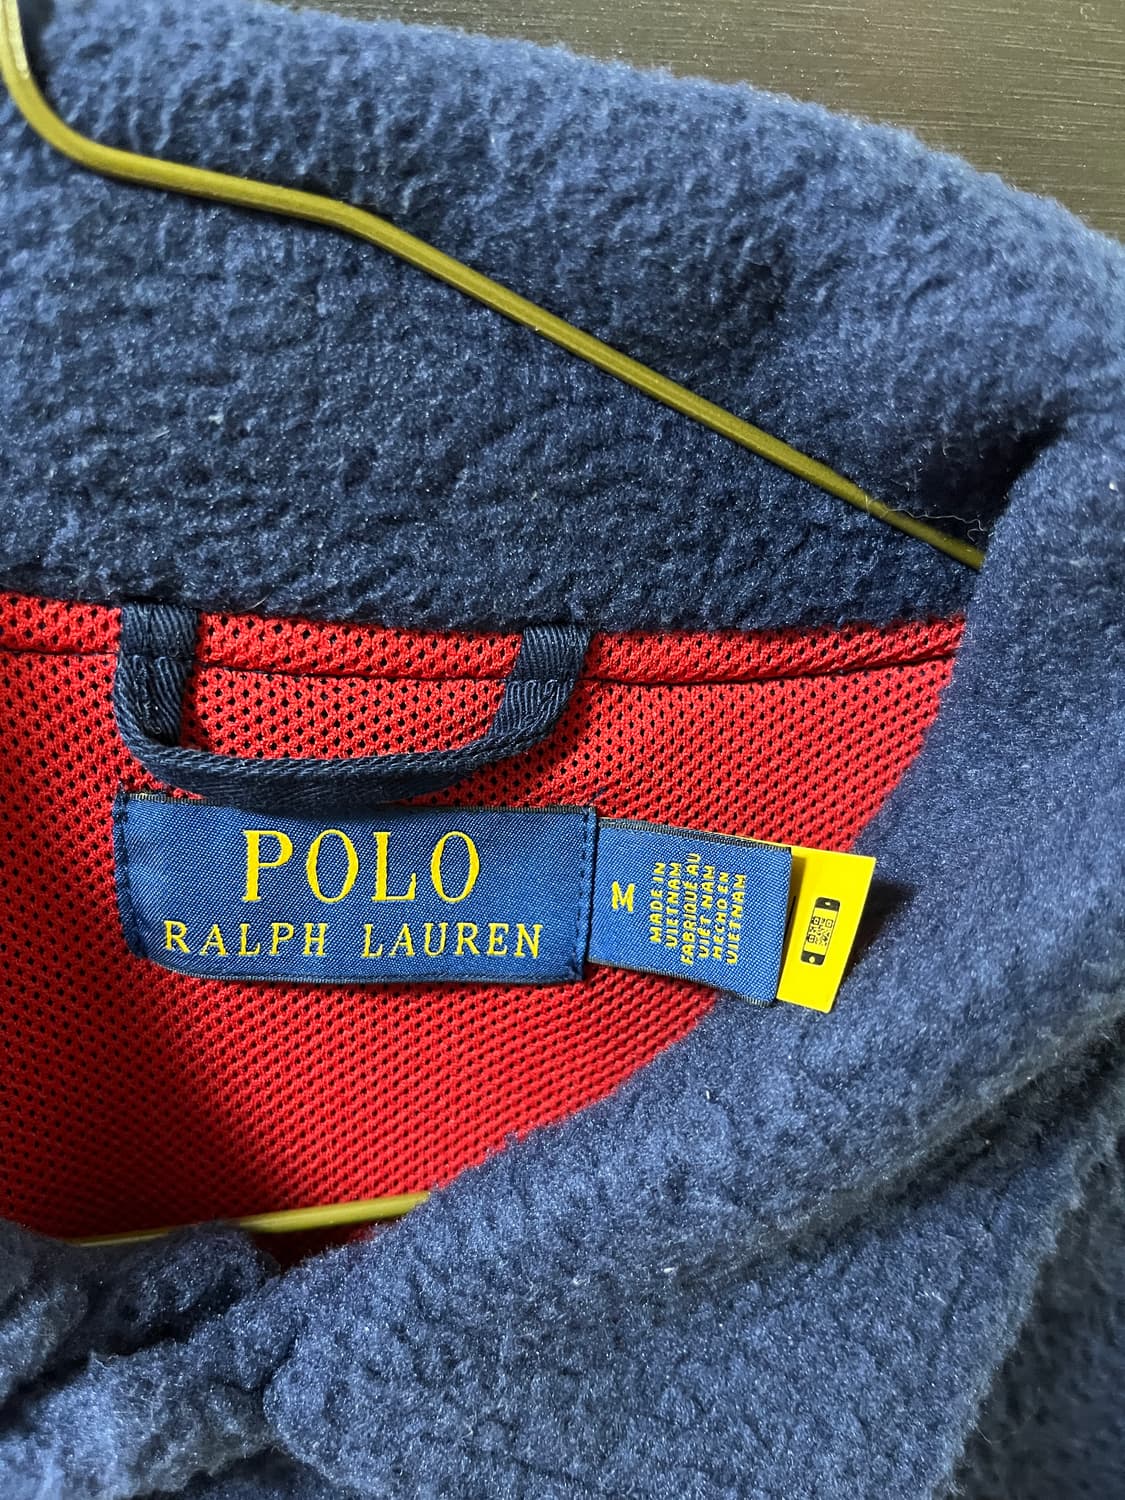 POLO
RALPH LAUREN
M
MADE IN
VIETNAM
FABRIQUÉ AU
VIET NAM
HECHO EN
VIETNAM